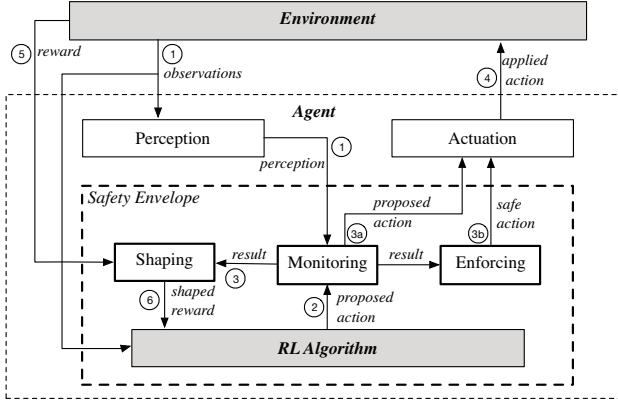 Environment
5
reward
1
observations
4
applied
action
Agent
Perception
Actuation
1
perception
Safety Envelope
proposed
action
3a
safe
action
3b
Shaping
result
3
Monitoring
result
Enforcing
6
shaped
reward
2
proposed
action
RL Algorithm